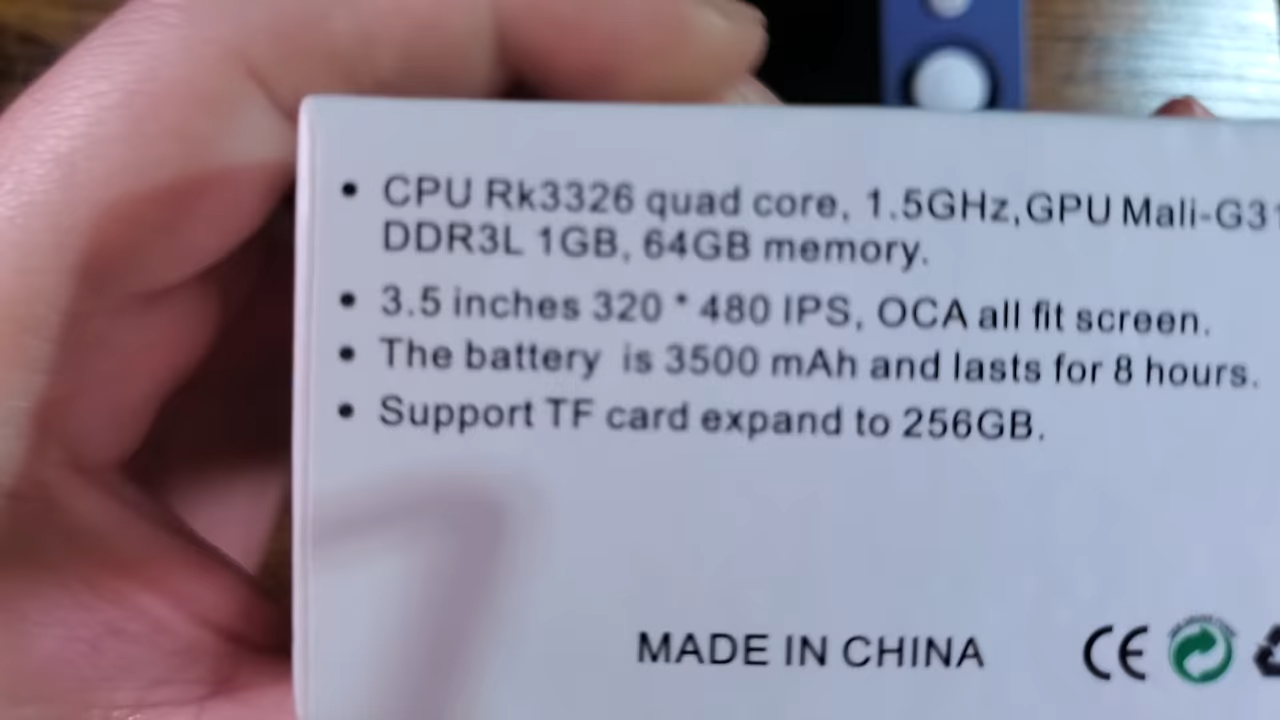 • CPU Rk3326 quad core, 1.5GHz,GPU Mali-G31
DDR3L 1GB, 64GB memory.
• 3.5 inches 320 * 480 IPS, OCA all fit screen.
• The battery is 3500 mAh and lasts for 8 hours.
• Support TF card expand to 256GB.
MADE IN CHINA
CE